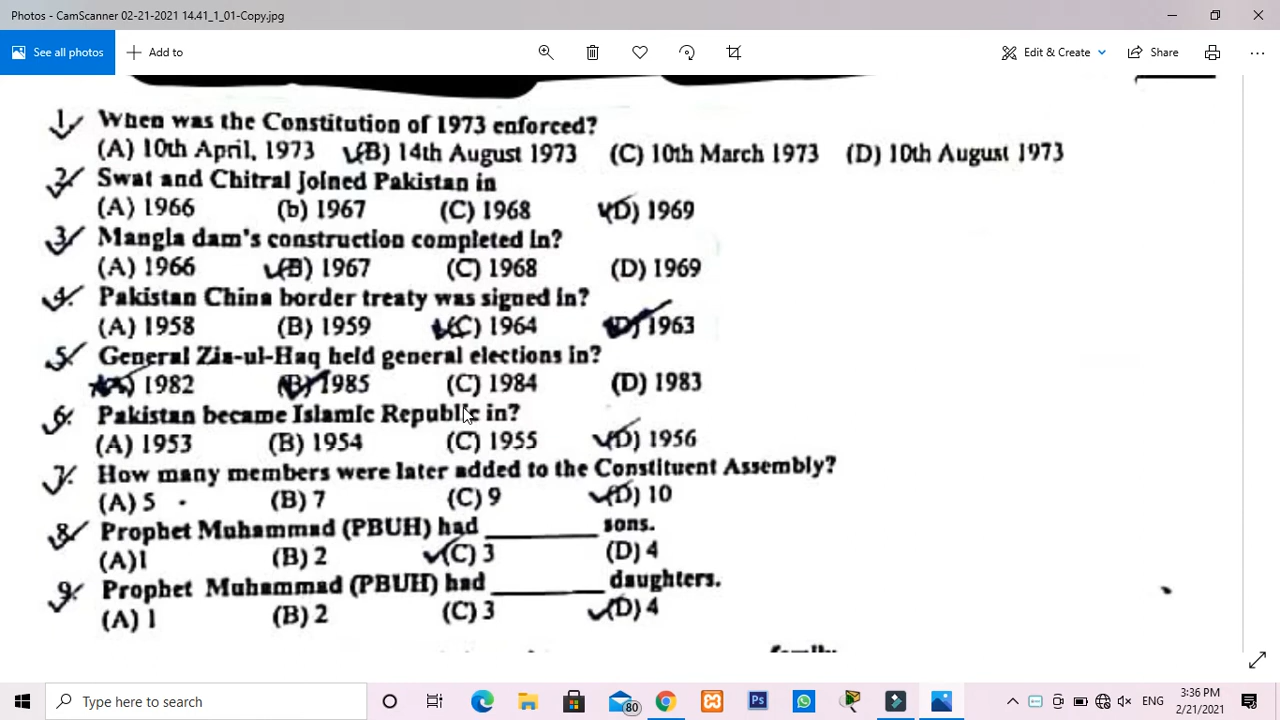 Photos - CamScanner 02-21-2021 14.41_1_01-Copy.jpg
See all photos
Add to
Edit & Create
Share
1. When was the Constitution of 1973 enforced?
(A) 10th April, 1973 (B) 14th August 1973 (C) 10th March 1973 (D) 10th August 1973
2. Swat and Chitral joined Pakistan in
(A) 1966 (b) 1967 (C) 1968 (D) 1969
3. Mangla dam's construction completed in?
(A) 1966 (B) 1967 (C) 1968 (D) 1969
4. Pakistan China border treaty was signed in?
(A) 1958 (B) 1959 (C) 1964 (D) 1963
5. General Zia-ul-Haq held general elections in?
(A) 1982 (B) 1985 (C) 1984 (D) 1983
6. Pakistan became Islamic Republic in?
(A) 1953 (B) 1954 (C) 1955 (D) 1956
7. How many members were later added to the Constituent Assembly?
(A) 5 (B) 7 (C) 9 (D) 10
8. Prophet Muhammad (PBUH) had ________ sons.
(A)1 (B) 2 (C) 3 (D) 4
9. Prophet Muhammad (PBUH) had ________ daughters.
(A) 1 (B) 2 (C) 3 (D) 4
family
Type here to search
80
Ps
ENG
3:36 PM
2/21/2021